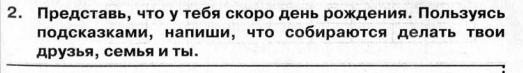 2. Представь, что у тебя скоро день рождения. Пользуясь
подсказками, напиши, что собираются делать твои
друзья, семья и ты.